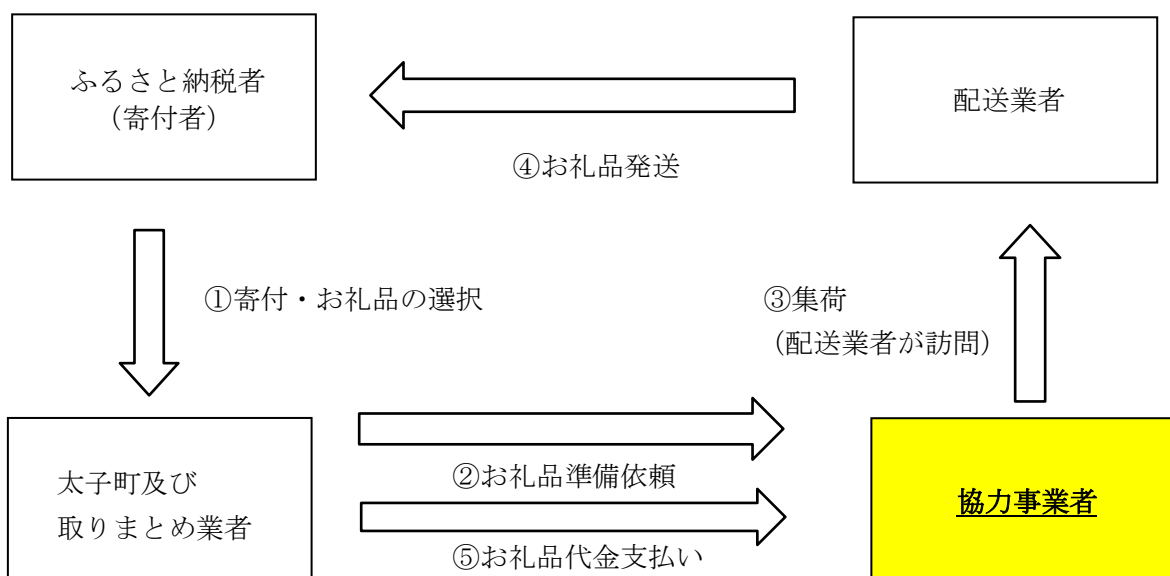 ふるさと納税者
（寄付者）
配送業者
④お礼品発送
①寄付・お礼品の選択
③集荷
（配送業者が訪問）
太子町及び
取りまとめ業者
②お礼品準備依頼
⑤お礼品代金支払い
協力事業者